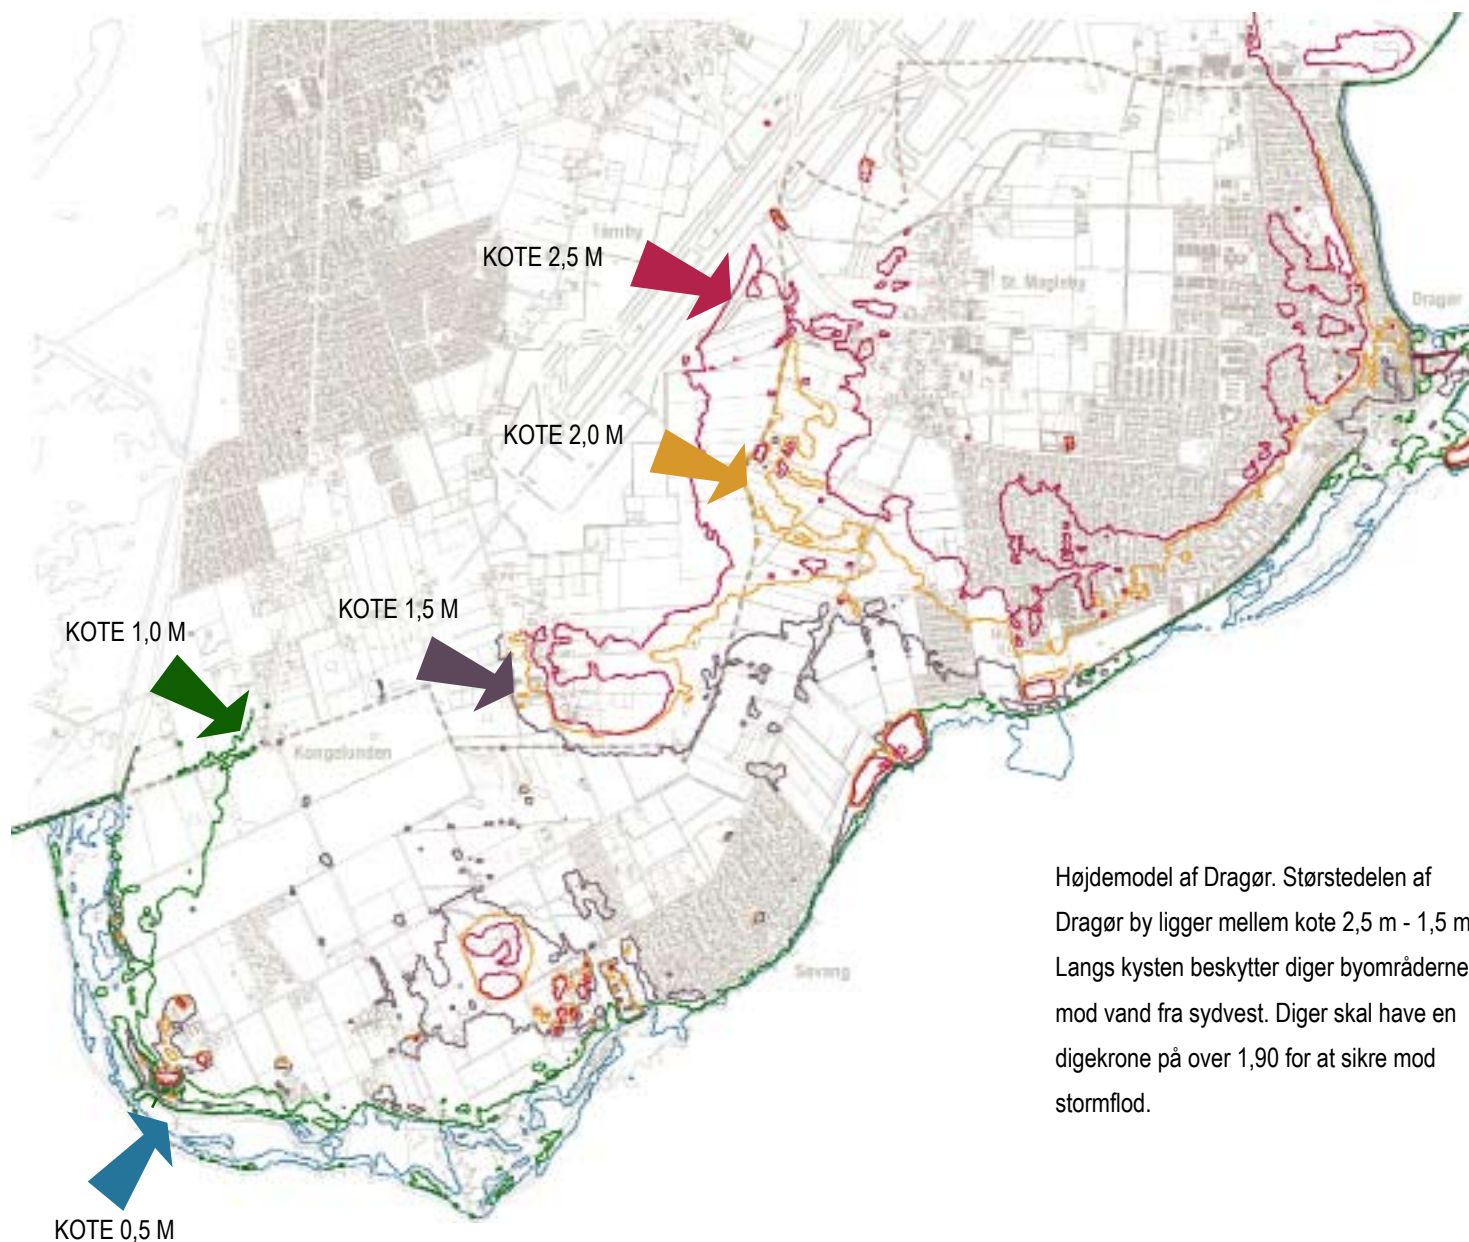 Tårnby
KOTE 2,5 M
St. Magleby
Dragør
KOTE 2,0 M
KOTE 1,5 M
KOTE 1,0 M
Kongelunden
Søvang
KOTE 0,5 M
Højdemodel af Dragør. Størstedelen af
Dragør by ligger mellem kote 2,5 m - 1,5 m
Langs kysten beskytter diger byområderne
mod vand fra sydvest. Diger skal have en
digekrone på over 1,90 for at sikre mod
stormflod.